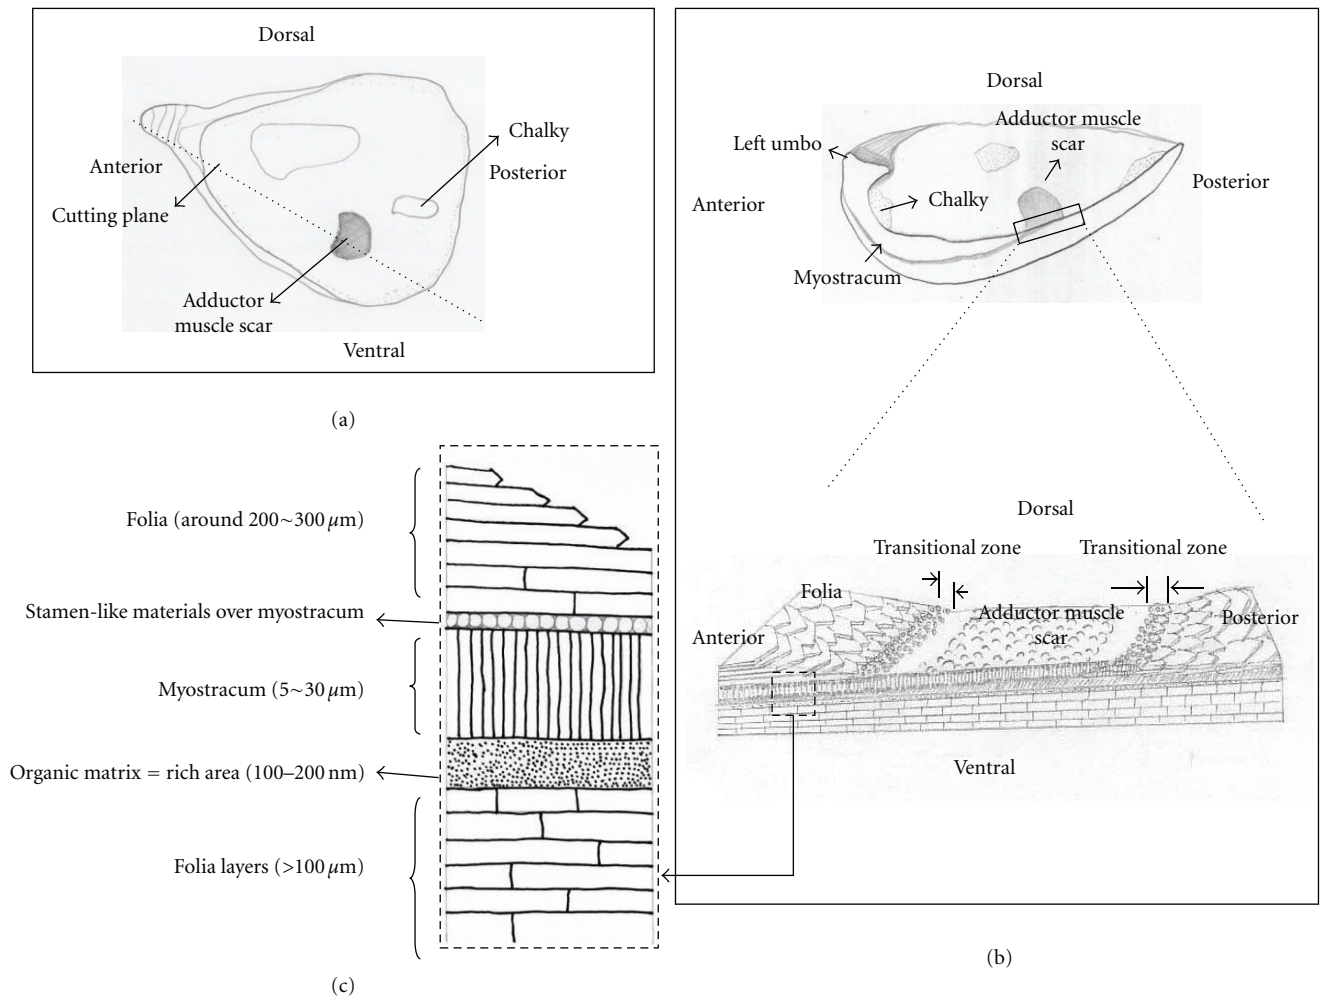 Dorsal
Chalky
Anterior
Posterior
Cutting plane
Adductor
muscle scar
Ventral
(a)
Dorsal
Adductor muscle
scar
Left umbo
Posterior
Anterior
Chalky
Myostracum
Dorsal
Transitional zone
Transitional zone
Folia
Adductor muscle
scar
Anterior
Posterior
Ventral
(b)
Folia (around 200~300 µm)
Stamen-like materials over myostracum
Myostracum (5~30 µm)
Organic matrix = rich area (100–200 nm)
Folia layers (>100 µm)
(c)